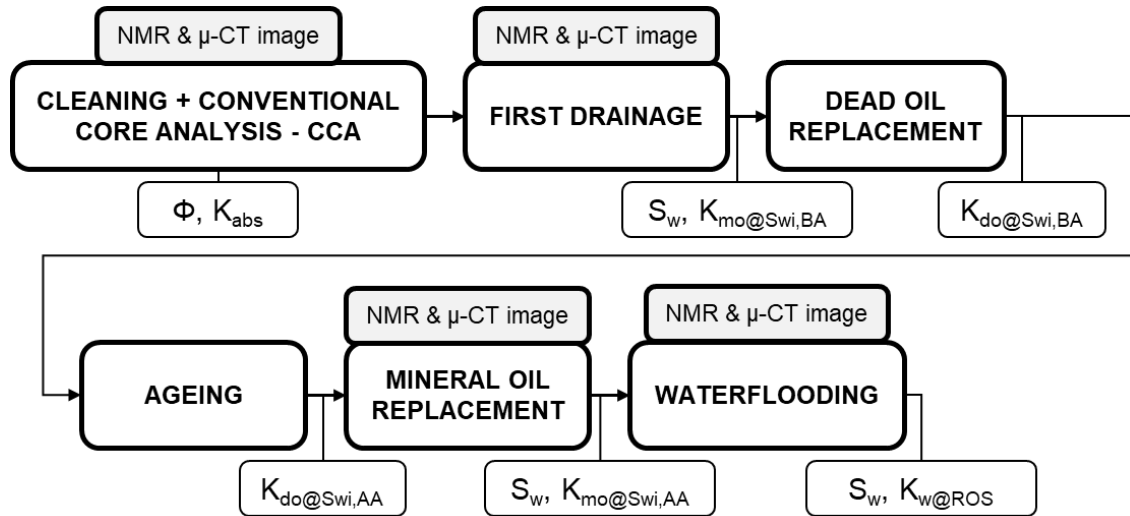 NMR & μ-CT image
CLEANING + CONVENTIONAL
CORE ANALYSIS - CCA
Φ, Kabs
NMR & μ-CT image
FIRST DRAINAGE
Sw, Kmo@Swi,BA
DEAD OIL
REPLACEMENT
Kdo@Swi,BA
AGEING
Kdo@Swi,AA
NMR & μ-CT image
MINERAL OIL
REPLACEMENT
Sw, Kmo@Swi,AA
NMR & μ-CT image
WATERFLOODING
Sw, Kw@ROS